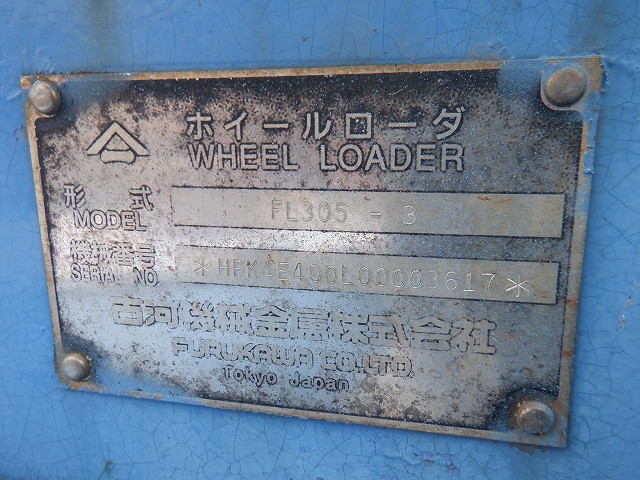 ホイールローダ
WHEEL LOADER
形式 FL305 - 3
MODEL
機械番号 *HFK4E400L00003617*
SERIAL NO
古河機械金属株式会社
FURUKAWA CO.,LTD.
Tokyo Japan